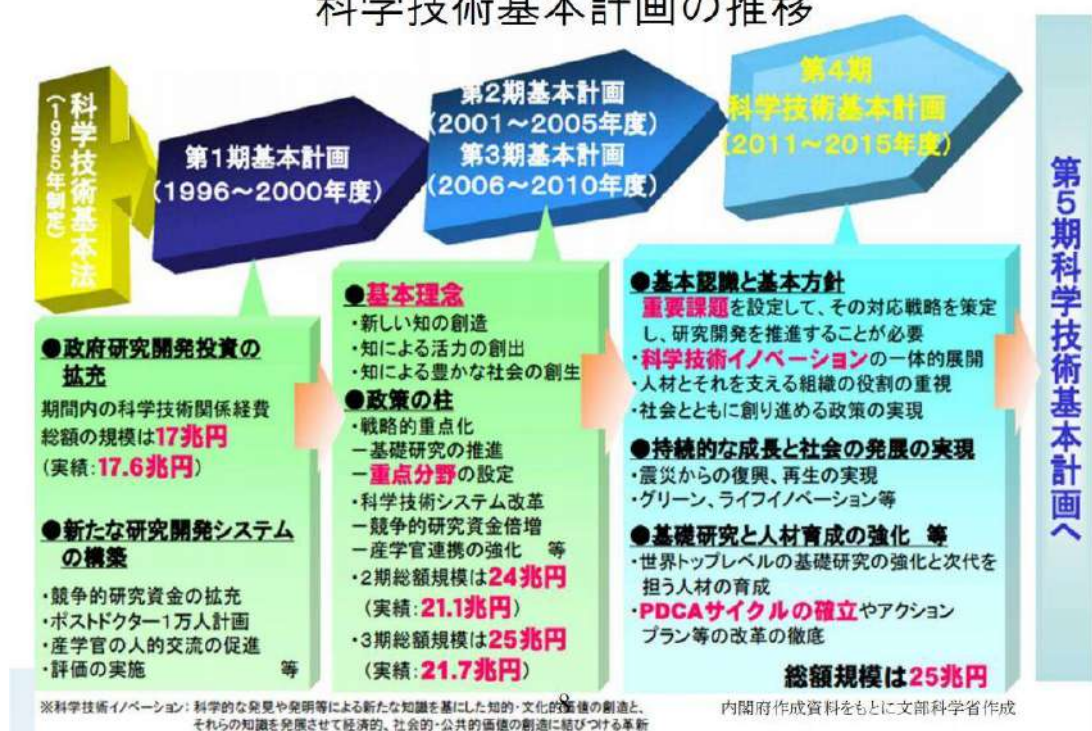 科学技術基本計画の推移
科学技術基本法
(1995年制定)
第1期基本計画
(1996～2000年度)
第2期基本計画
(2001～2005年度)
第3期基本計画
(2006～2010年度)
第4期
科学技術基本計画
(2011～2015年度)
第5期科学技術基本計画へ
●政府研究開発投資の
拡充
期間内の科学技術関係経費
総額の規模は17兆円
(実績:17.6兆円)
●新たな研究開発システム
の構築
・競争的研究資金の拡充
・ポストドクター1万人計画
・産学官の人的交流の促進
・評価の実施 等
●基本理念
・新しい知の創造
・知による活力の創出
・知による豊かな社会の創生
●政策の柱
・戦略的重点化
－基礎研究の推進
－重点分野の設定
・科学技術システム改革
－競争的研究資金倍増
－産学官連携の強化 等
・2期総額規模は24兆円
(実績:21.1兆円)
・3期総額規模は25兆円
(実績:21.7兆円)
●基本認識と基本方針
重要課題を設定して、その対応戦略を策定
し、研究開発を推進することが必要
・科学技術イノベーションの一体的展開
・人材とそれを支える組織の役割の重視
・社会とともに創り進める政策の実現
●持続的な成長と社会の発展の実現
・震災からの復興、再生の実現
・グリーン、ライフイノベーション等
●基礎研究と人材育成の強化 等
・世界トップレベルの基礎研究の強化と次代を
担う人材の育成
・PDCAサイクルの確立やアクション
プラン等の改革の徹底
総額規模は25兆円
※科学技術イノベーション: 科学的な発見や発明等による新たな知識を基にした知的・文化的価値の創造と、
それらの知識を発展させて経済的、社会的・公共的価値の創造に結びつける革新
8
内閣府作成資料をもとに文部科学省作成